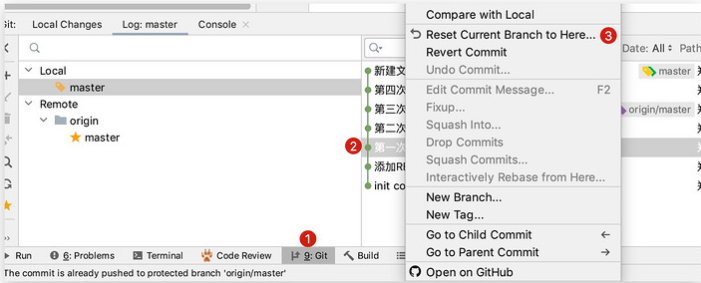 Git: Local Changes Log: master Console
Compare with Local
Reset Current Branch to Here... 3
Revert Commit
Undo Commit...
Edit Commit Message... F2
Fixup...
Squash Into...
Drop Commits
Squash Commits...
Interactively Rebase from Here...
New Branch...
New Tag...
Go to Child Commit
Go to Parent Commit
Open on GitHub
Date: All Path
Local
master
Remote
origin
master
新建文
第四次
第三次
第二次
2 第一次
init co
master
origin/master
1
Run 6: Problems Terminal Code Review 9: Git Build
The commit is already pushed to protected branch 'origin/master'